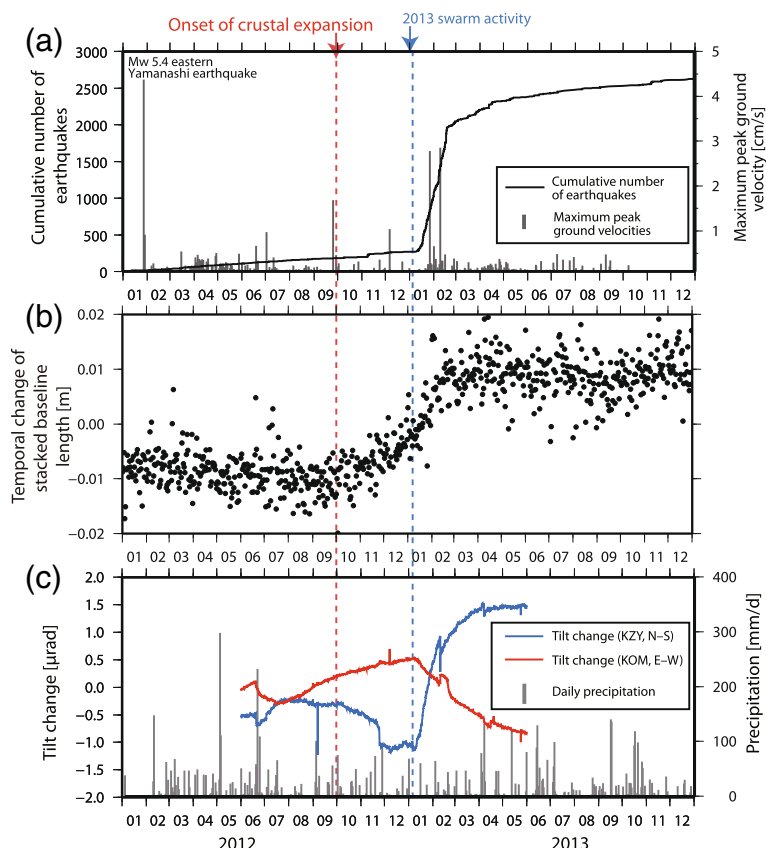 Onset of crustal expansion
2013 swarm activity
(a)
Mw 5.4 eastern
Yamanashi earthquake
Cumulative number of
earthquakes
3000
2500
2000
1500
1000
500
0
5
4
3
2
1
Maximum peak ground
velocity [cm/s]
Cumulative number
of earthquakes
Maximum peak
ground velocities
01 02 03 04 05 06 07 08 09 10 11 12 01 02 03 04 05 06 07 08 09 10 11 12
(b)
Temporal change of
stacked baseline
length [m]
0.02
0.01
0.00
−0.01
−0.02
01 02 03 04 05 06 07 08 09 10 11 12 01 02 03 04 05 06 07 08 09 10 11 12
(c)
Tilt change [μrad]
2.0
1.5
1.0
0.5
0.0
−0.5
−1.0
−1.5
−2.0
400
300
200
100
0
Precipitation [mm/d]
Tilt change (KZY, N–S)
Tilt change (KOM, E–W)
Daily precipitation
01 02 03 04 05 06 07 08 09 10 11 12 01 02 03 04 05 06 07 08 09 10 11 12
2012 2013